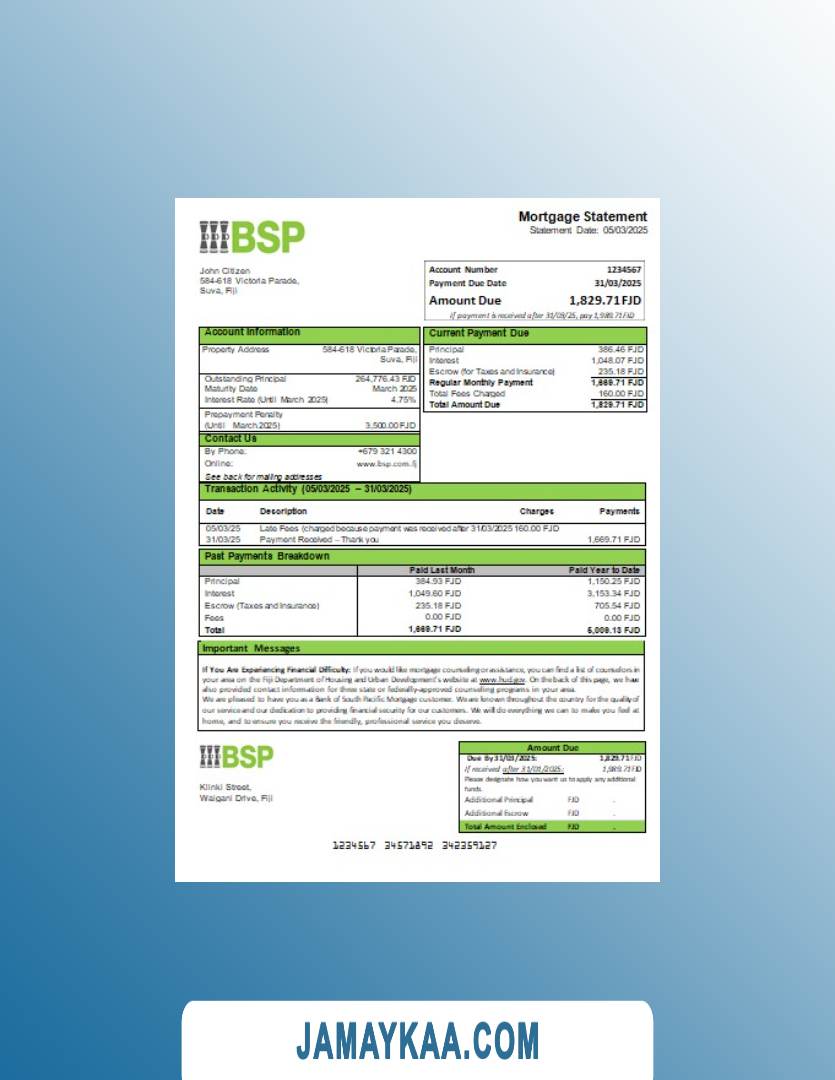 BSP
Mortgage Statement
Statement Date: 05/03/2025
John Citizen
584-618 Victoria Parade,
Suva, Fiji
Account Number 1234567
Payment Due Date 31/03/2025
Amount Due 1,829.71FJD
If payment is received after 31/03/25, pay 1,989.71FJD
Account Information
Property Address 584-618 Victoria Parade,
Suva, Fiji
Outstanding Principal 264,776.43 FJD
Maturity Date March 2025
Interest Rate (Until March 2025) 4.75%
Prepayment Penalty
(Until March2025) 3,500.00FJD
Contact Us
By Phone: +679 321 4300
Online: www.bsp.com.fj
See back for mailing addresses
Current Payment Due
Principal 386.46 FJD
Interest 1,048.07 FJD
Escrow (for Taxes and Insurance) 235.18 FJD
Regular Monthly Payment 1,669.71 FJD
Total Fees Charged 160.00 FJD
Total Amount Due 1,829.71 FJD
Transaction Activity (05/03/2025 – 31/03/2025)
Date Description Charges Payments
05/03/25 Late Fees (charged because payment was received after 31/03/2025 160.00 FJD
31/03/25 Payment Received – Thank you 1,669.71 FJD
Past Payments Breakdown
Paid Last Month Paid Year to Date
Principal 384.93 FJD 1,150.25 FJD
Interest 1,049.60 FJD 3,153.34 FJD
Escrow (Taxes and Insurance) 235.18 FJD 705.54 FJD
Fees 0.00 FJD 0.00 FJD
Total 1,669.71 FJD 5,009.13 FJD
Important Messages
If You Are Experiencing Financial Difficulty: If you would like mortgage counseling or assistance, you can find a list of counselors in
your area on the Fiji Department of Housing and Urban Development's website at www.hud.gov. On the back of this page, we have
also provided contact information for three state or federally-approved counseling programs in your area.
We are pleased to have you as a Bank of South Pacific Mortgage customer. We are known throughout the country for the quality of
our service and our dedication to providing financial security for our customers. We will do everything we can to make you feel at
home, and to ensure you receive the friendly, professional service you deserve.
BSP
Klinki Street,
Waigani Drive, Fiji
Amount Due
Due By 31/03/2025: 1,829.71FJD
If received after 31/01/2025: 1,989.71FJD
Please designate how you want us to apply any additional
funds.
Additional Principal FJD .
Additional Escrow FJD .
Total Amount Enclosed FJD .
1234567 34571892 342359127
JAMAYKAA.COM